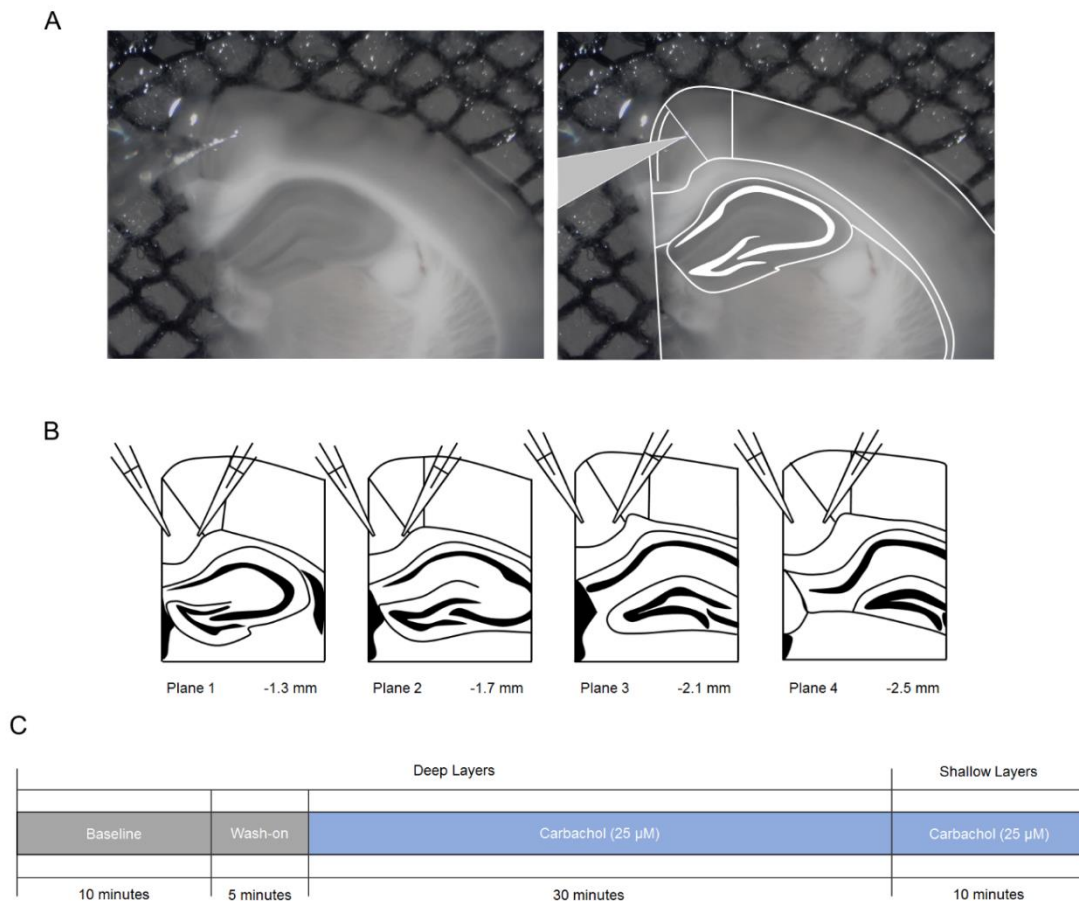 A
B
Plane 1 -1.3 mm
Plane 2 -1.7 mm
Plane 3 -2.1 mm
Plane 4 -2.5 mm
C
Deep Layers
Shallow Layers
Baseline
Wash-on
Carbachol (25 µM)
Carbachol (25 µM)
10 minutes
5 minutes
30 minutes
10 minutes